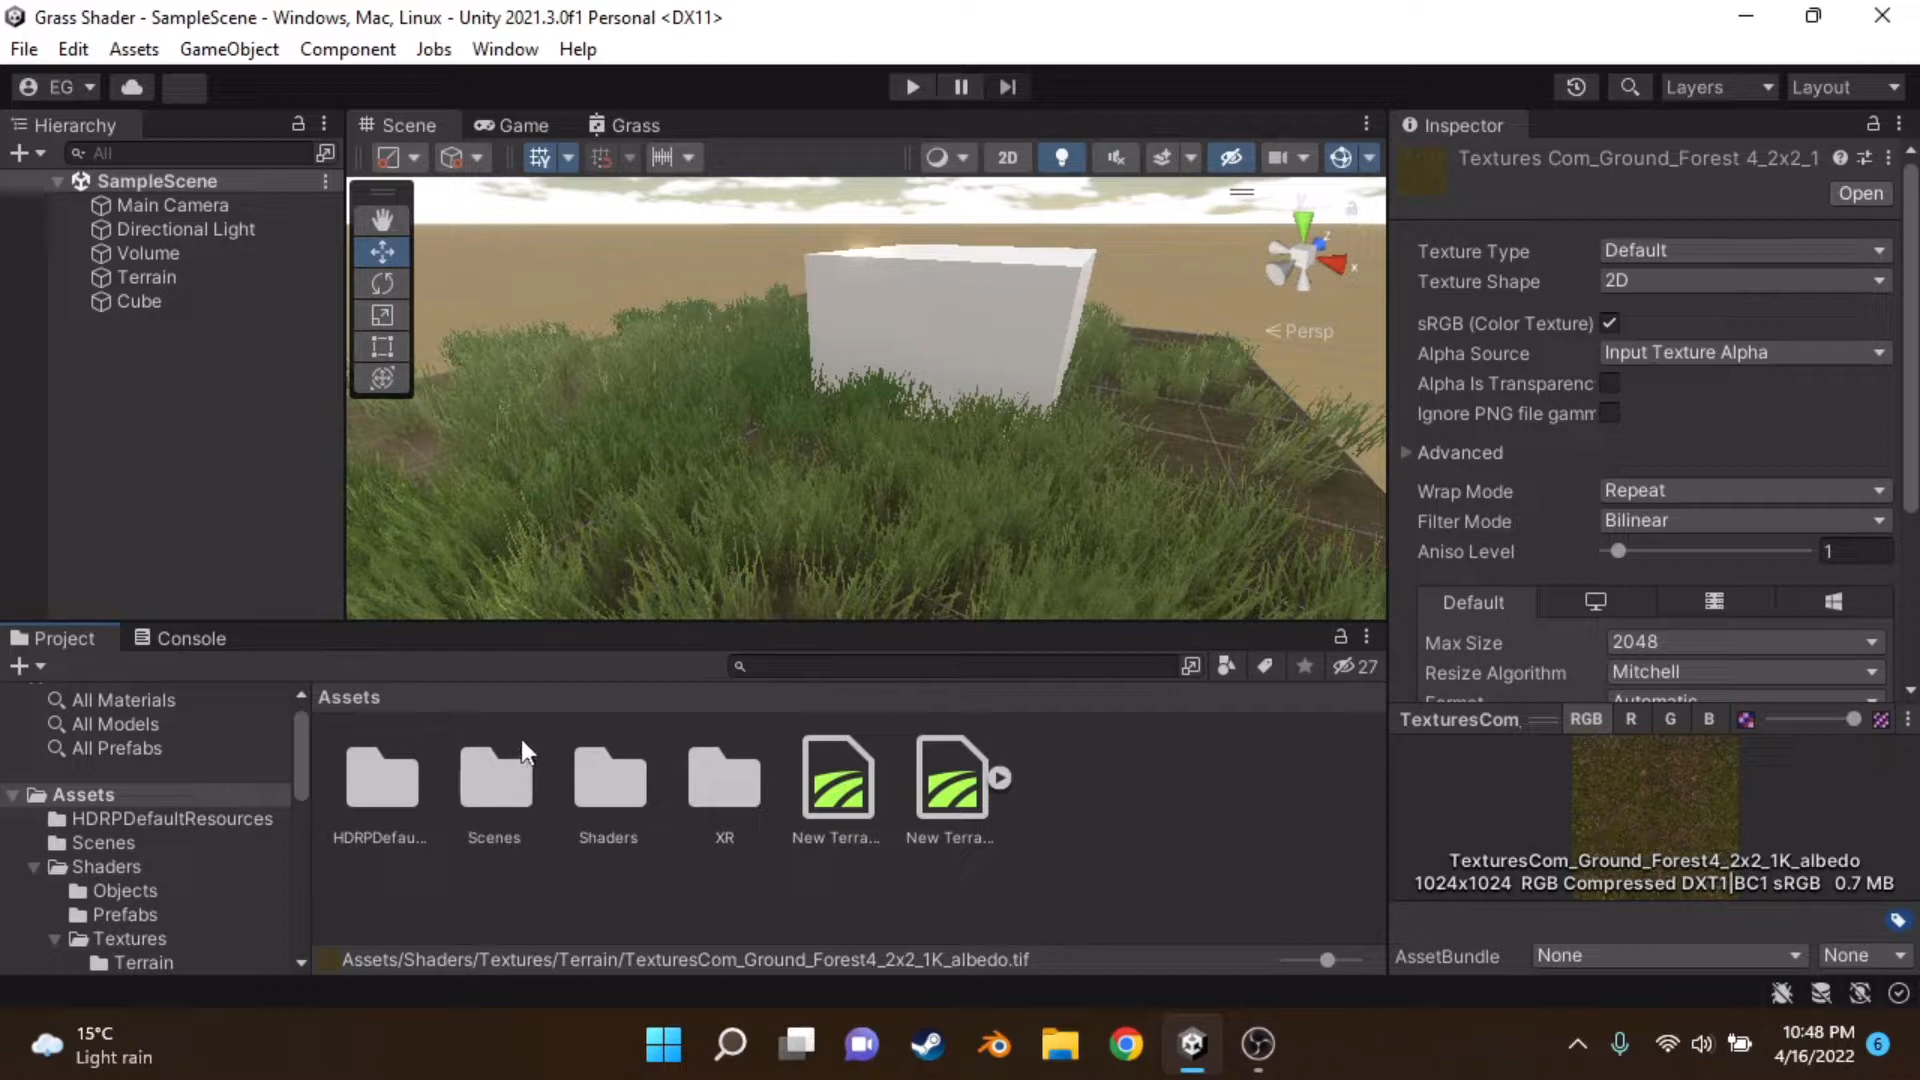 Grass Shader - SampleScene - Windows, Mac, Linux - Unity 2021.3.0f1 Personal <DX11>
File Edit Assets GameObject Component Jobs Window Help
EG Layers Layout
Hierarchy Scene Game Grass Inspector
All 2D
Textures Com_Ground_Forest 4_2x2_1
Open
SampleScene
Main Camera
Directional Light
Volume
Terrain
Cube
y
z
x
Persp
Texture Type Default
Texture Shape 2D
sRGB (Color Texture)
Alpha Source Input Texture Alpha
Alpha Is Transparenc
Ignore PNG file gamm
Advanced
Wrap Mode Repeat
Filter Mode Bilinear
Aniso Level 1
Default
Max Size 2048
Resize Algorithm Mitchell
Format Automatic
Project Console
27
All Materials
All Models
All Prefabs
Assets
HDRPDefaultResources
Scenes
Shaders
Objects
Prefabs
Textures
Terrain
Assets
HDRPDefau... Scenes Shaders XR New Terra... New Terra...
Assets/Shaders/Textures/Terrain/TexturesCom_Ground_Forest4_2x2_1K_albedo.tif
TexturesCom_ RGB R G B
TexturesCom_Ground_Forest4_2x2_1K_albedo
1024x1024 RGB Compressed DXT1|BC1 sRGB 0.7 MB
AssetBundle None None
15°C
Light rain
10:48 PM
4/16/2022
6